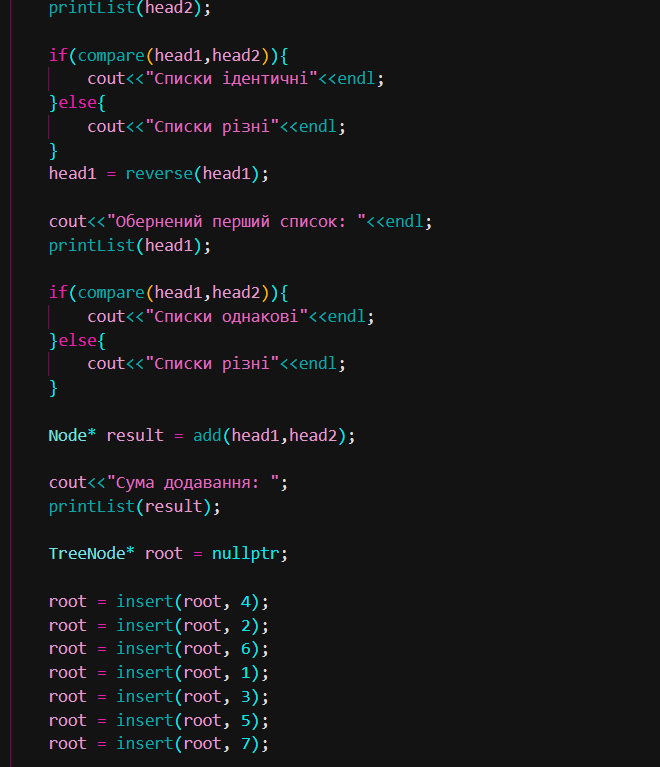 printList(head2);
if(compare(head1,head2)){
cout<<"Списки ідентичні"<<endl;
}else{
cout<<"Списки різні"<<endl;
}
head1 = reverse(head1);
cout<<"Обернений перший список: "<<endl;
printList(head1);
if(compare(head1,head2)){
cout<<"Списки однакові"<<endl;
}else{
cout<<"Списки різні"<<endl;
}
Node* result = add(head1,head2);
cout<<"Сума додавання: ";
printList(result);
TreeNode* root = nullptr;
root = insert(root, 4);
root = insert(root, 2);
root = insert(root, 6);
root = insert(root, 1);
root = insert(root, 3);
root = insert(root, 5);
root = insert(root, 7);